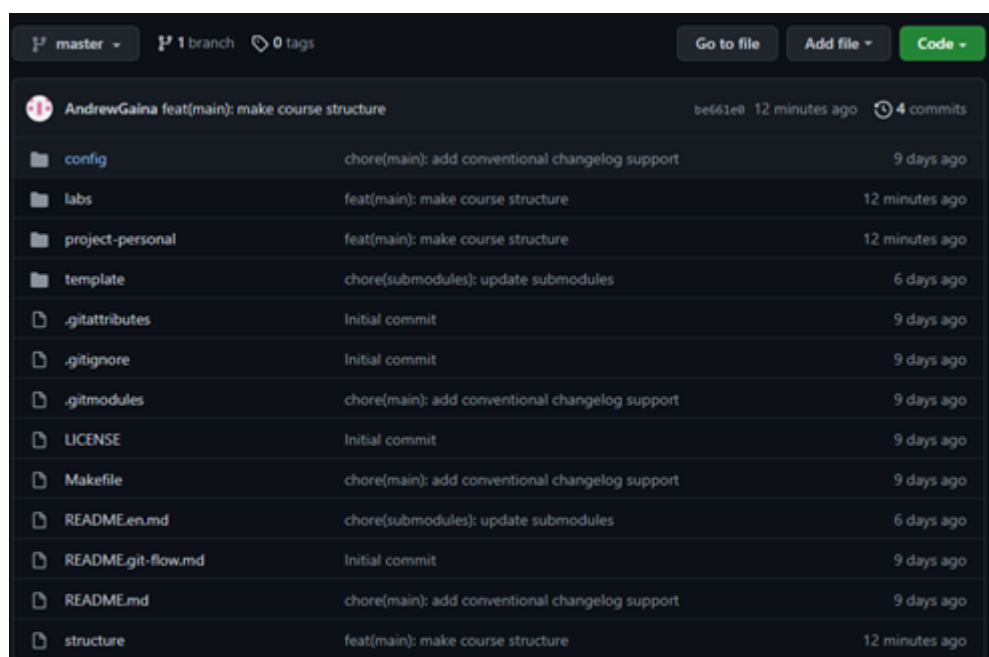 master 1 branch 0 tags Go to file Add file Code
AndrewGaina feat(main): make course structure be661e0 12 minutes ago 4 commits
config chore(main): add conventional changelog support 9 days ago
labs feat(main): make course structure 12 minutes ago
project-personal feat(main): make course structure 12 minutes ago
template chore(submodules): update submodules 6 days ago
.gitattributes Initial commit 9 days ago
.gitignore Initial commit 9 days ago
.gitmodules chore(main): add conventional changelog support 9 days ago
LICENSE Initial commit 9 days ago
Makefile chore(main): add conventional changelog support 9 days ago
README.en.md chore(submodules): update submodules 6 days ago
README.git-flow.md Initial commit 9 days ago
README.md chore(main): add conventional changelog support 9 days ago
structure feat(main): make course structure 12 minutes ago